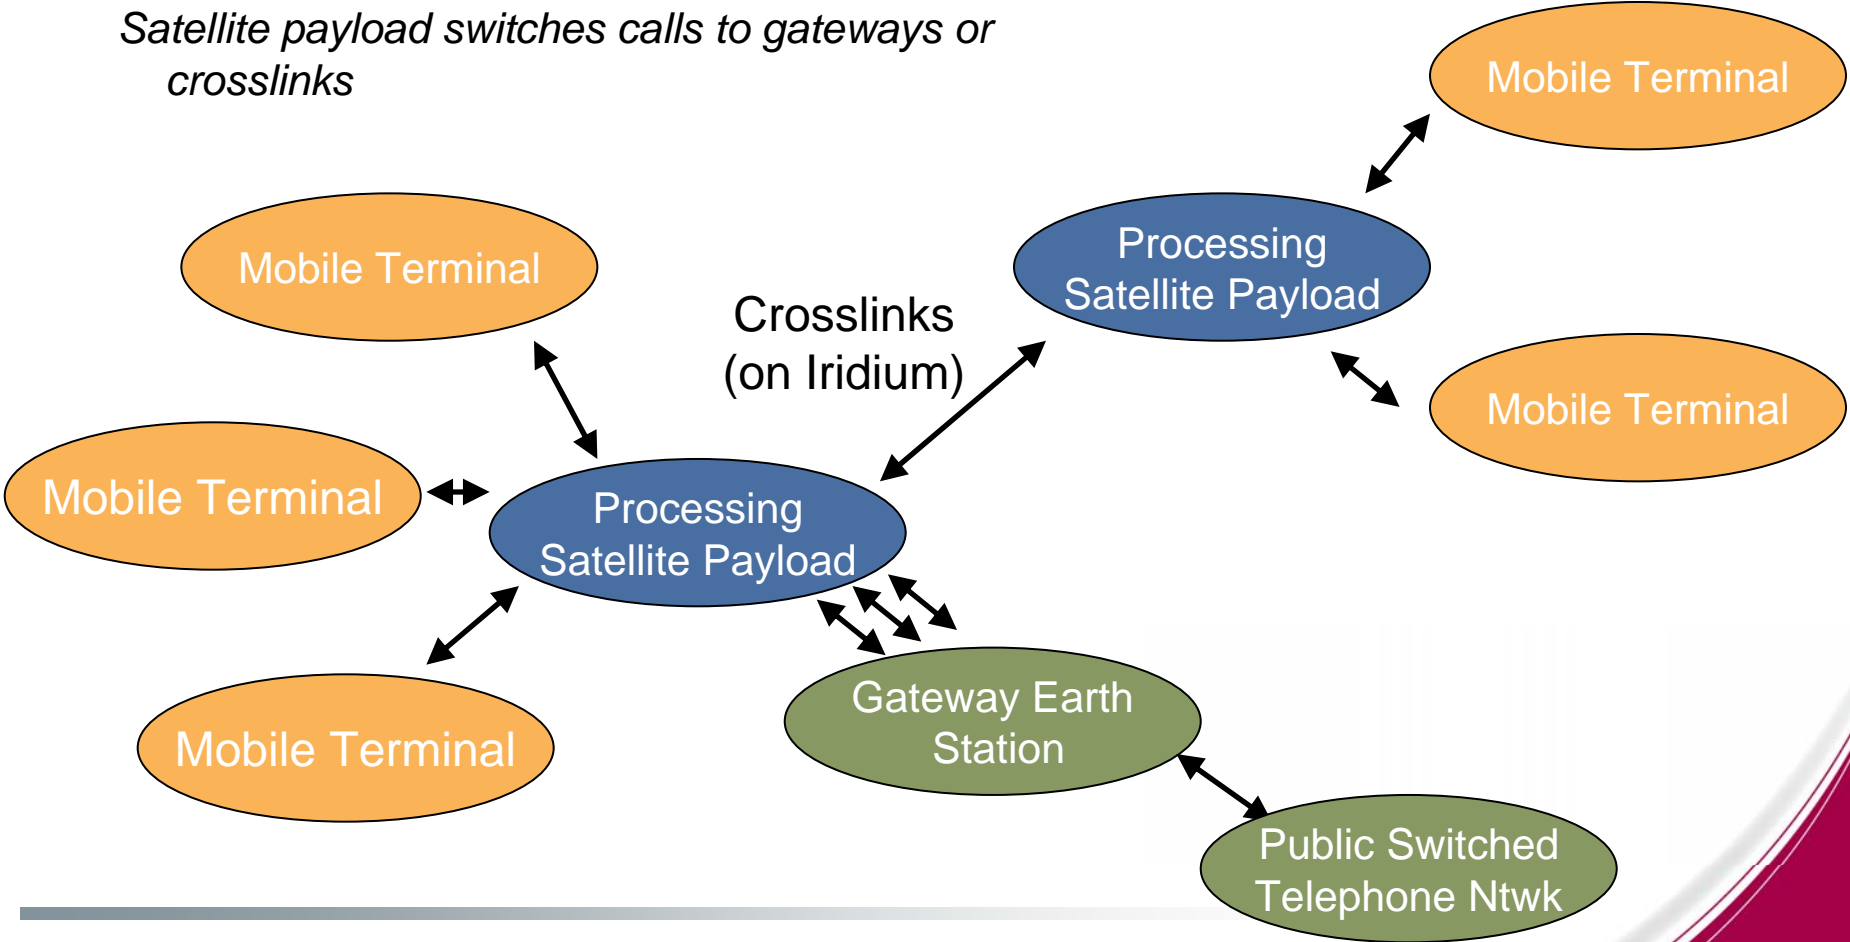 Satellite payload switches calls to gateways or
crosslinks
Mobile Terminal
Processing
Satellite Payload
Mobile Terminal
Crosslinks
(on Iridium)
Mobile Terminal
Mobile Terminal
Processing
Satellite Payload
Mobile Terminal
Gateway Earth
Station
Public Switched
Telephone Ntwk